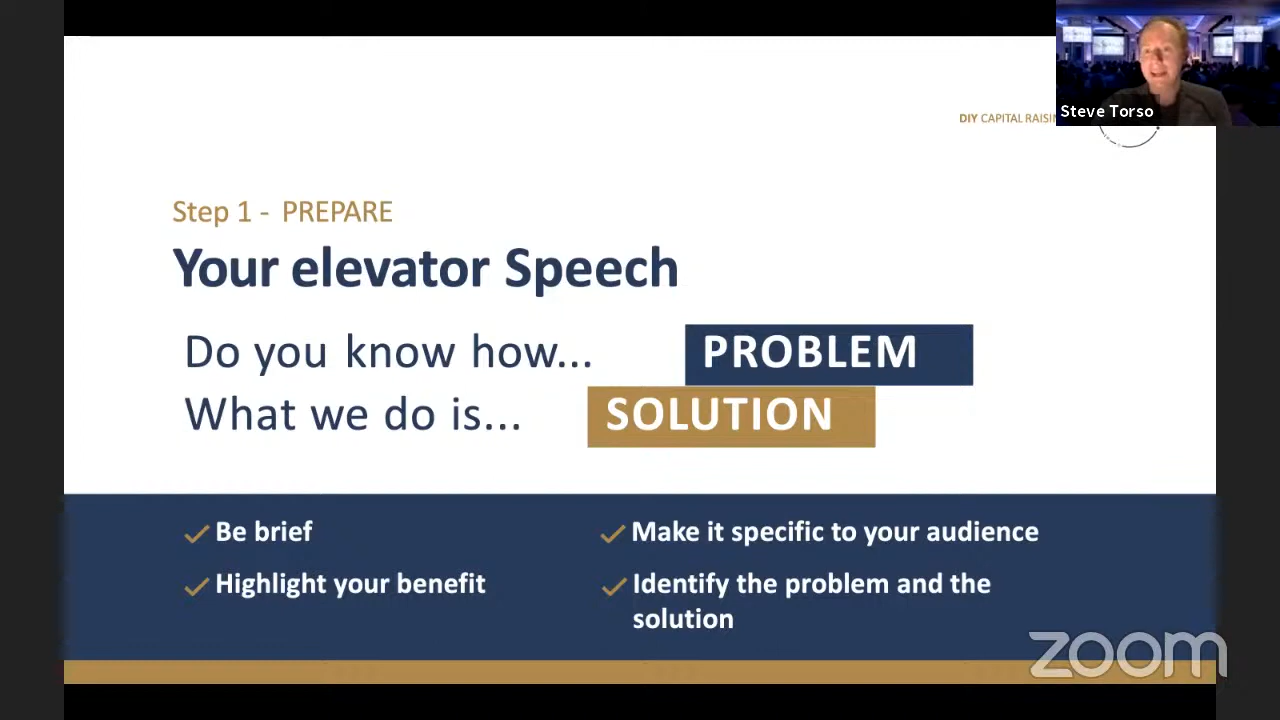 Steve Torso
DIY CAPITAL RAISIN
Step 1 - PREPARE
Your elevator Speech
Do you know how... PROBLEM
What we do is... SOLUTION
Be brief
Highlight your benefit
Make it specific to your audience
Identify the problem and the
solution
zoom